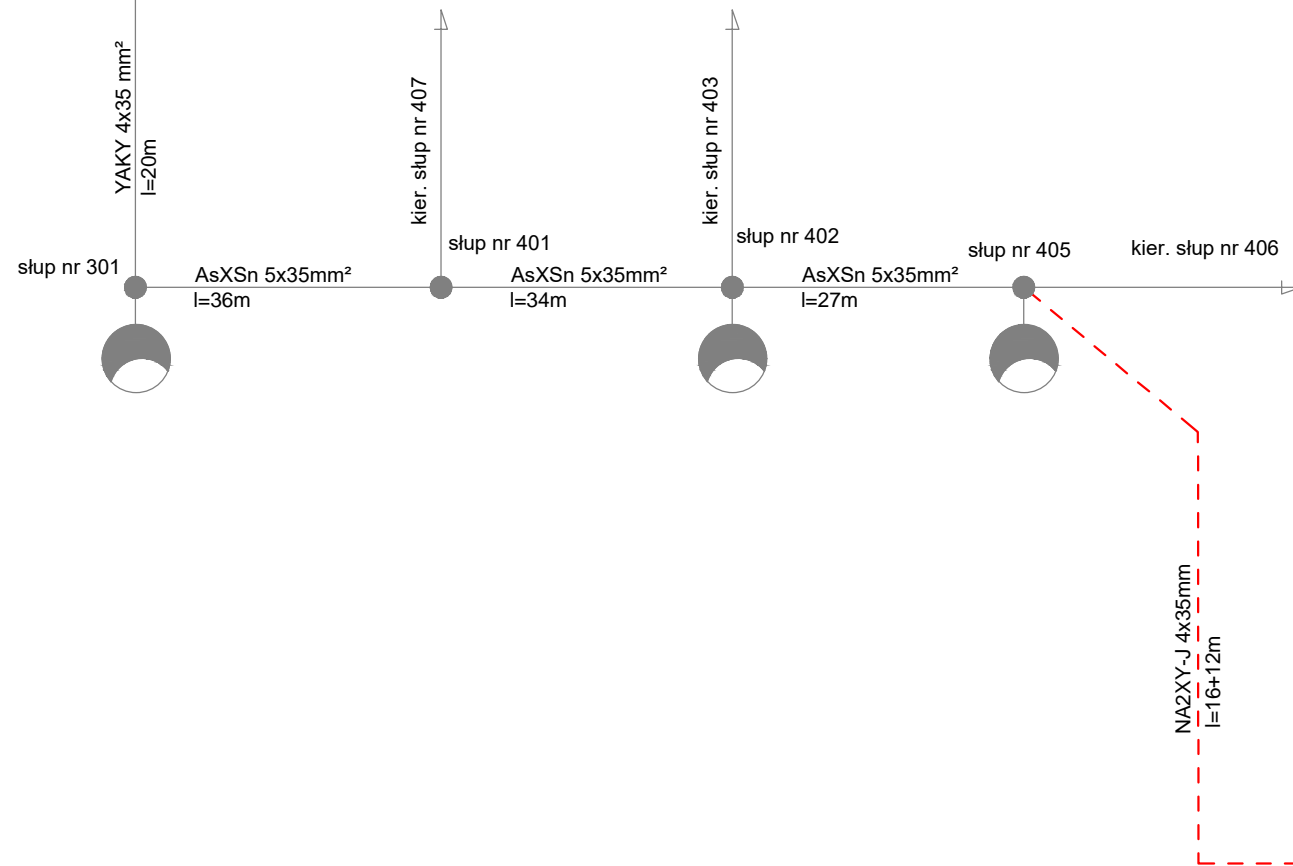 YAKY 4x35 mm²
l=20m
kier. słup nr 407
kier. słup nr 403
słup nr 301
AsXSn 5x35mm²
l=36m
słup nr 401
AsXSn 5x35mm²
l=34m
słup nr 402
AsXSn 5x35mm²
l=27m
słup nr 405
kier. słup nr 406
NA2XY-J 4x35mm
l=16+12m